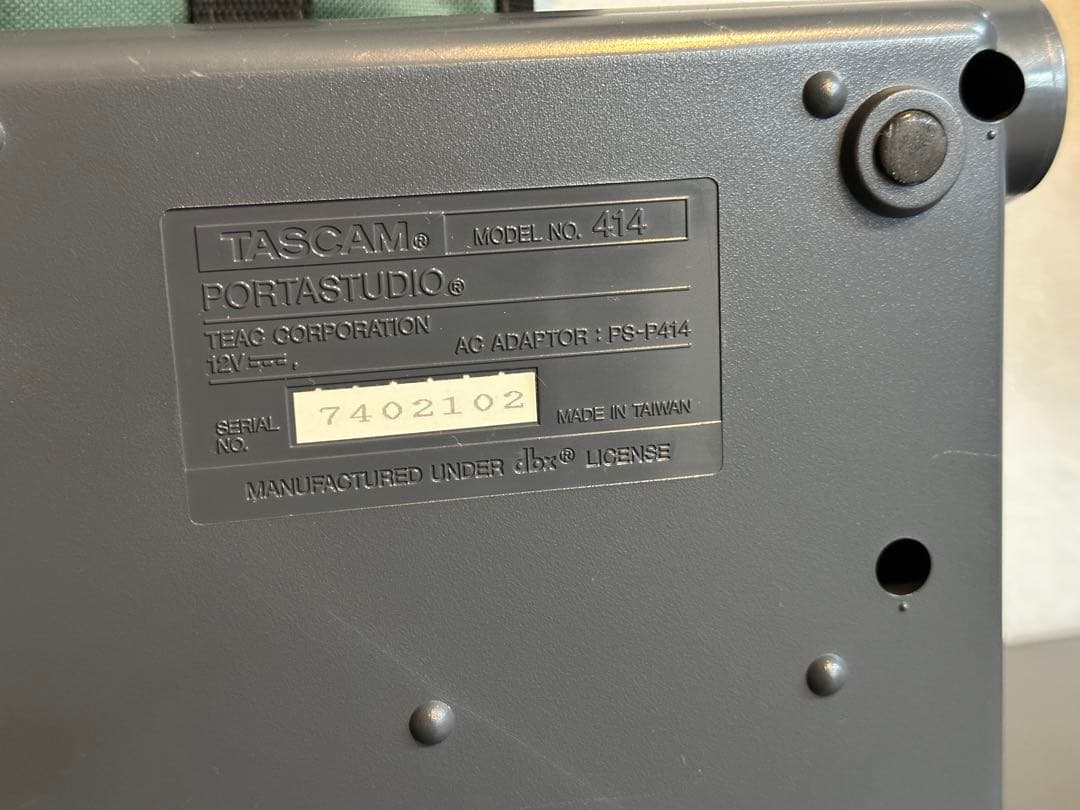 TASCAM® MODEL NO. 414
PORTASTUDIO®
TEAC CORPORATION
12V ⎓, AC ADAPTOR : PS-P414
SERIAL NO. 7402102 MADE IN TAIWAN
MANUFACTURED UNDER dbx® LICENSE